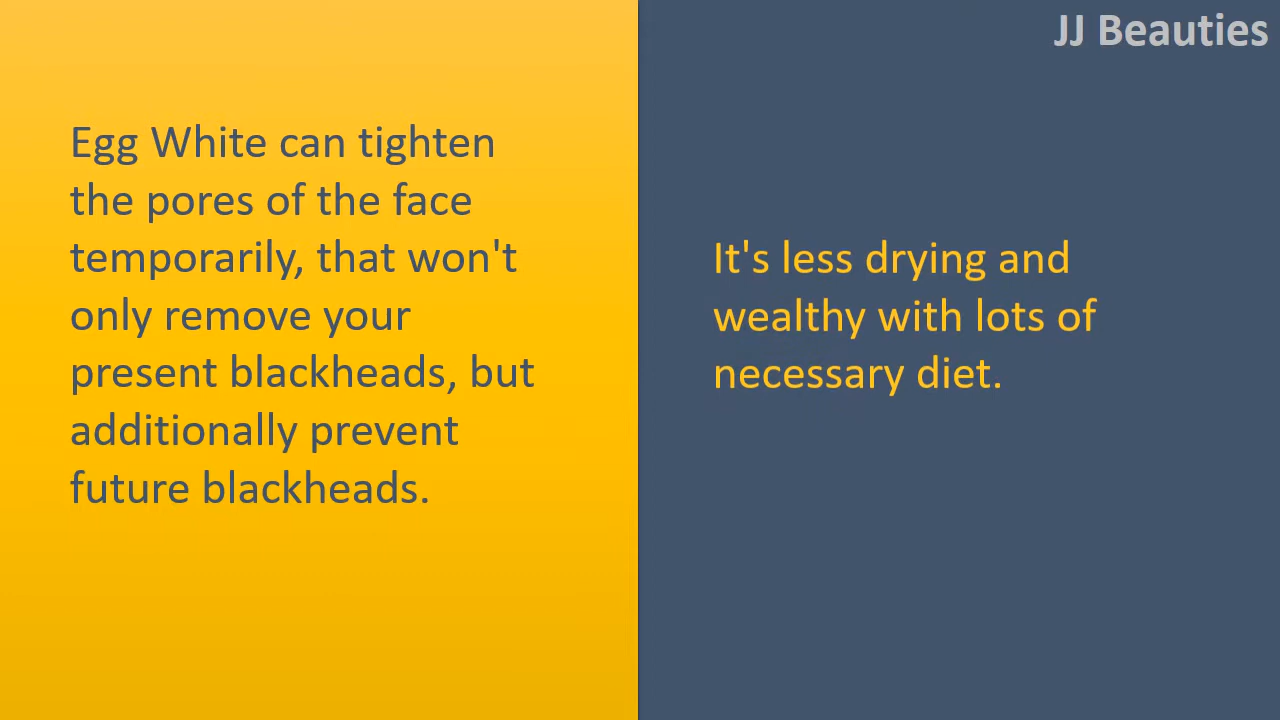 JJ Beauties
Egg White can tighten
the pores of the face
temporarily, that won't
only remove your
present blackheads, but
additionally prevent
future blackheads.
It's less drying and
wealthy with lots of
necessary diet.